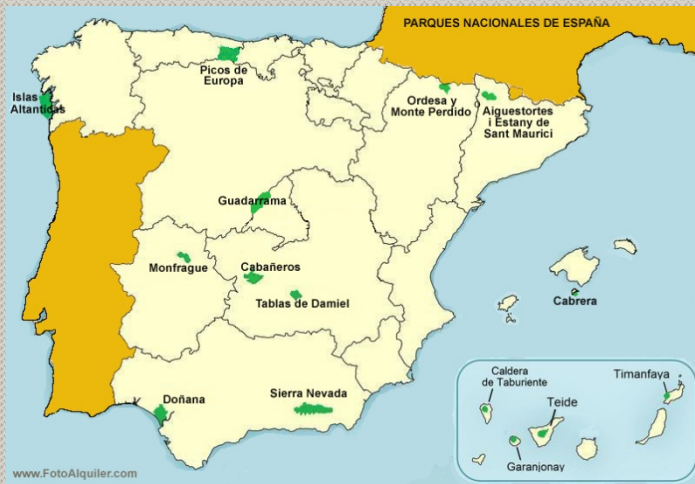 PARQUES NACIONALES DE ESPAÑA
Picos de
Europa
Islas
Altantidas
Ordesa y
Monte Perdido
Aiguestortes
i Estany de
Sant Maurici
Guadarrama
Monfrague
Cabañeros
Tablas de Damiel
Cabrera
Doñana
Sierra Nevada
Caldera
de Taburiente
Timanfaya
Teide
Garanjonay
www.FotoAlquiler.com